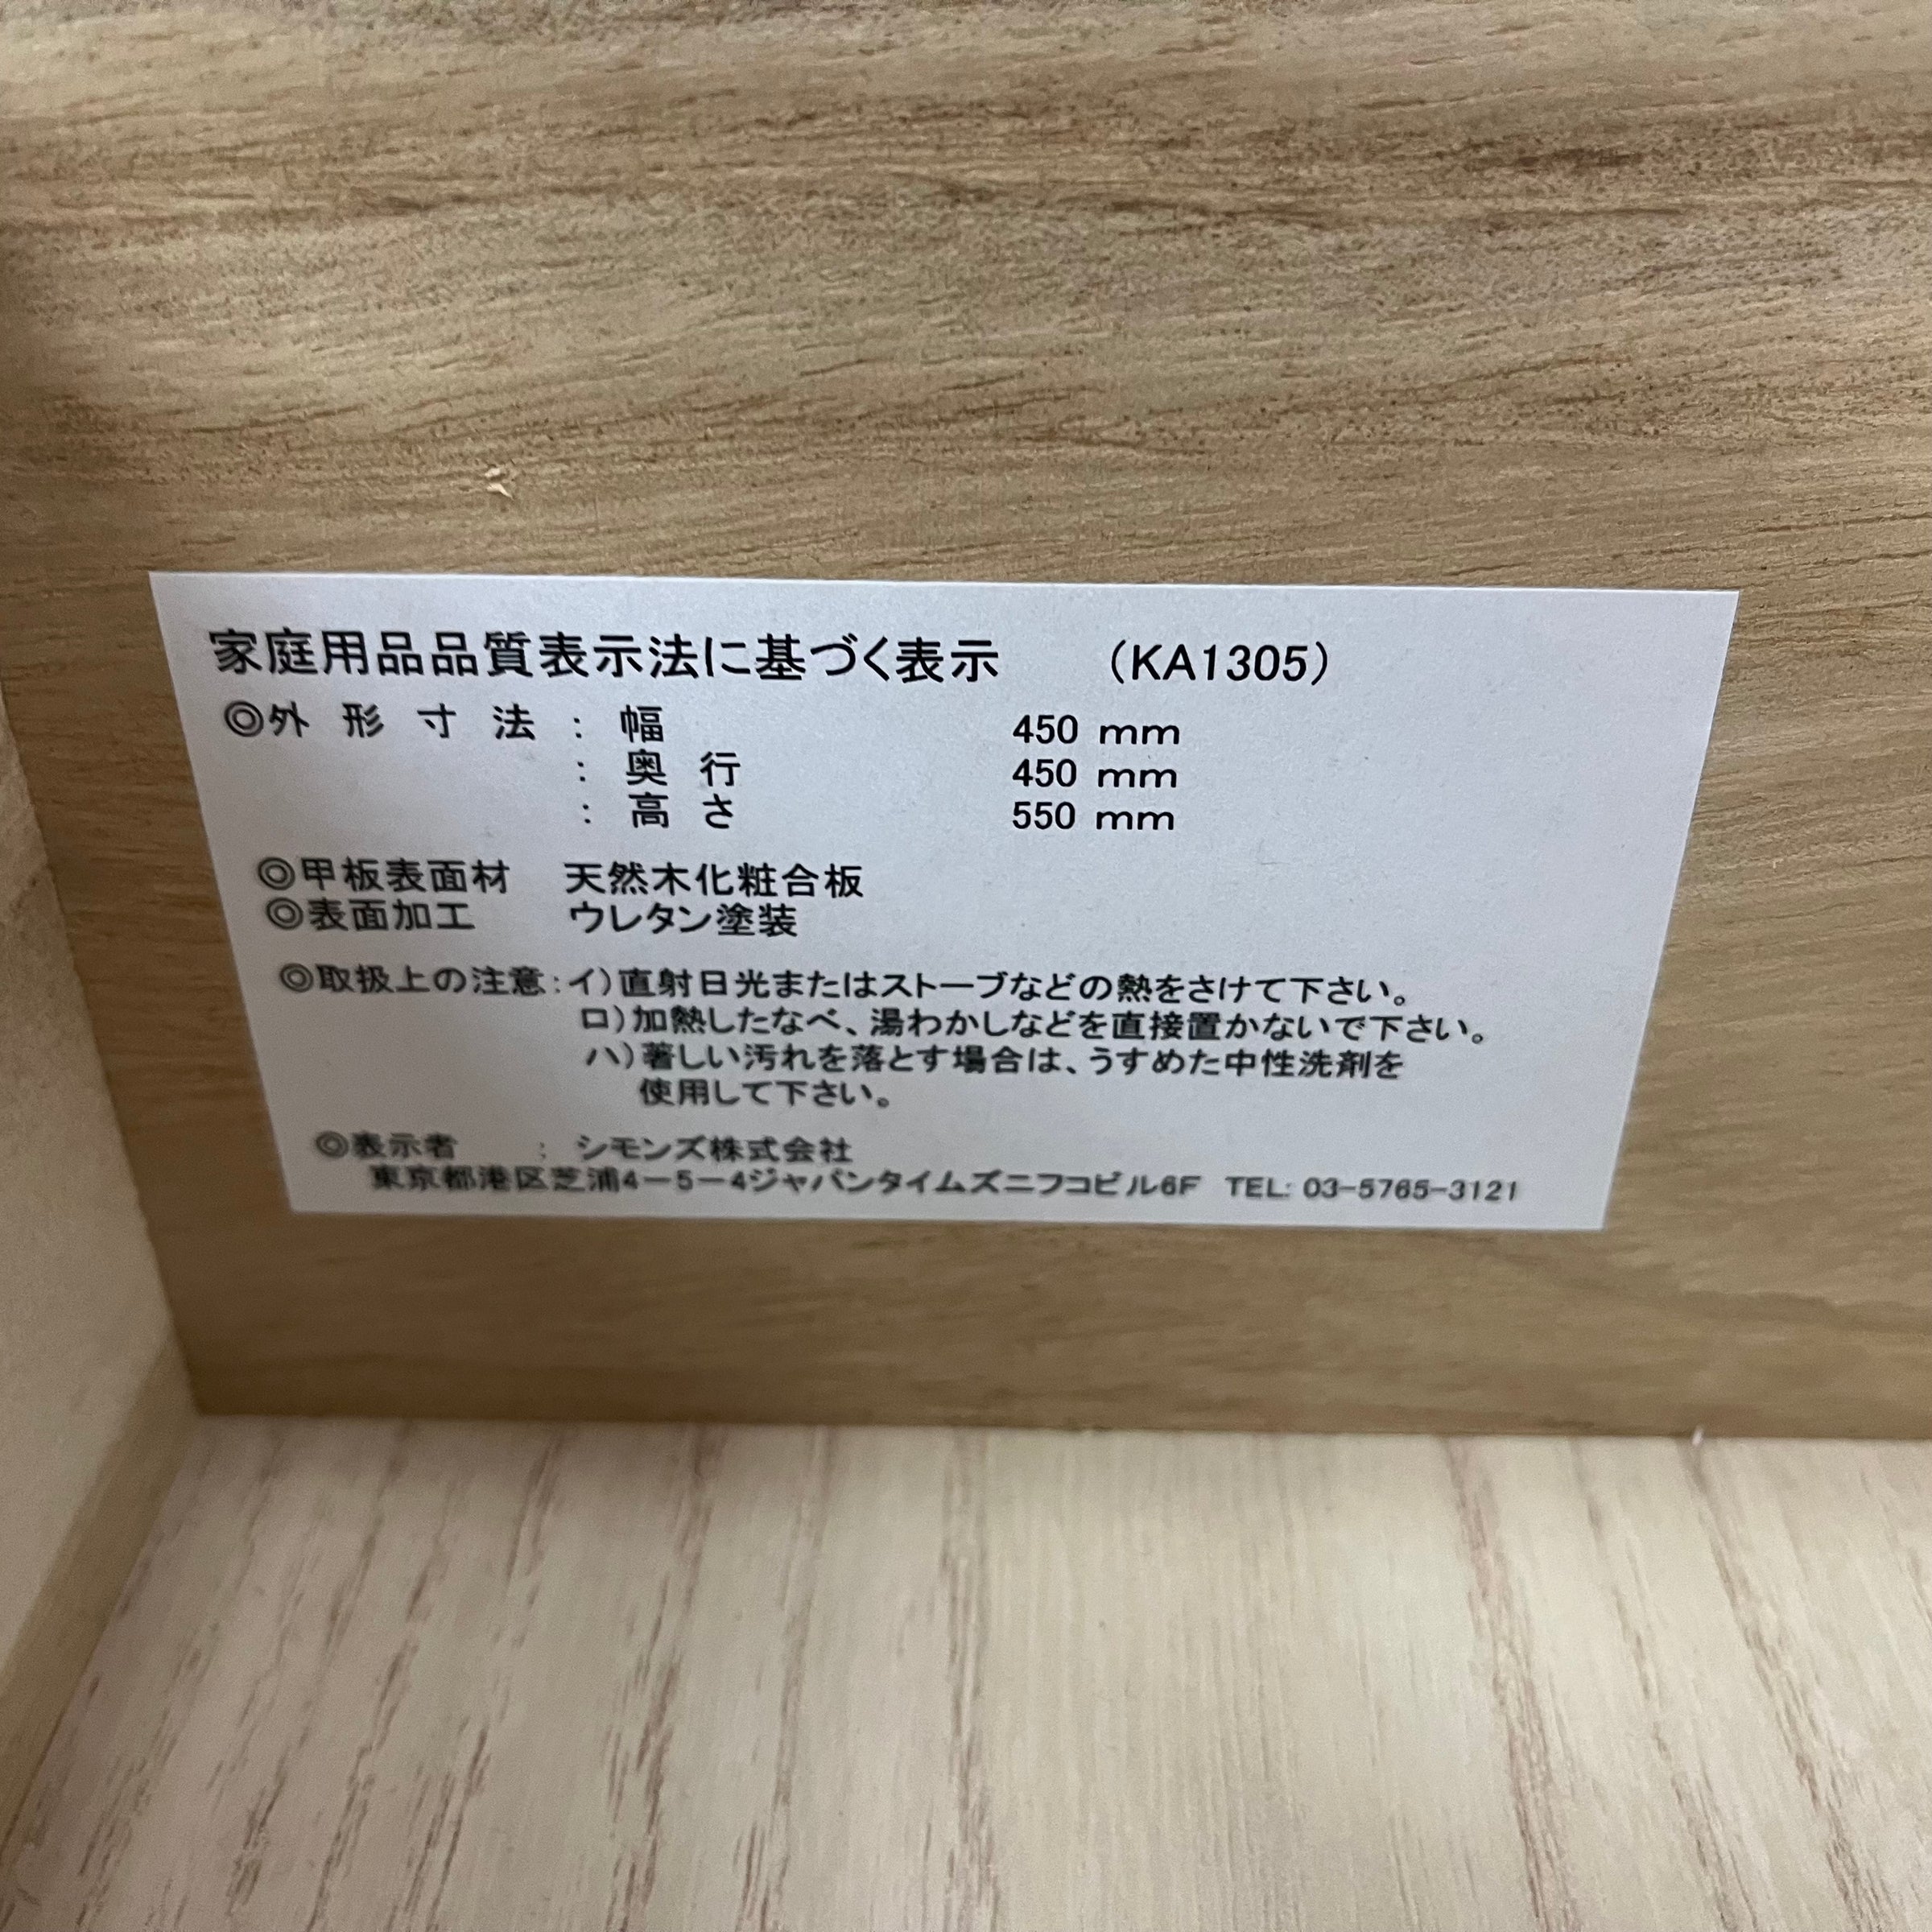 家庭用品品質表示法に基づく表示 (KA1305)
◎外形寸法 : 幅 450 mm
: 奥行 450 mm
: 高さ 550 mm
◎甲板表面材 天然木化粧合板
◎表面加工 ウレタン塗装
◎取扱上の注意:イ)直射日光またはストーブなどの熱をさけて下さい。
ロ)加熱したなべ、湯わかしなどを直接置かないで下さい。
ハ)著しい汚れを落とす場合は、うすめた中性洗剤を
使用して下さい。
◎表示者 : シモンズ株式会社
東京都港区芝浦4-5-4ジャパンタイムズニフコビル6F TEL: 03-5765-3121